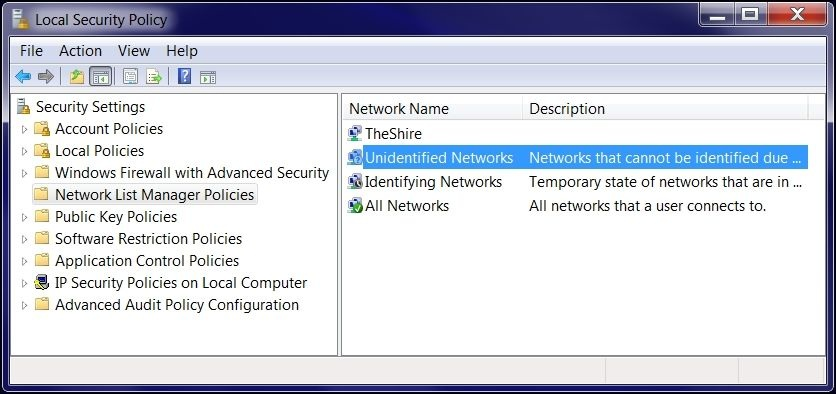 Local Security Policy
File Action View Help
Security Settings
Account Policies
Local Policies
Windows Firewall with Advanced Security
Network List Manager Policies
Public Key Policies
Software Restriction Policies
Application Control Policies
IP Security Policies on Local Computer
Advanced Audit Policy Configuration
Network Name Description
TheShire
Unidentified Networks Networks that cannot be identified due ...
Identifying Networks Temporary state of networks that are in ...
All Networks All networks that a user connects to.